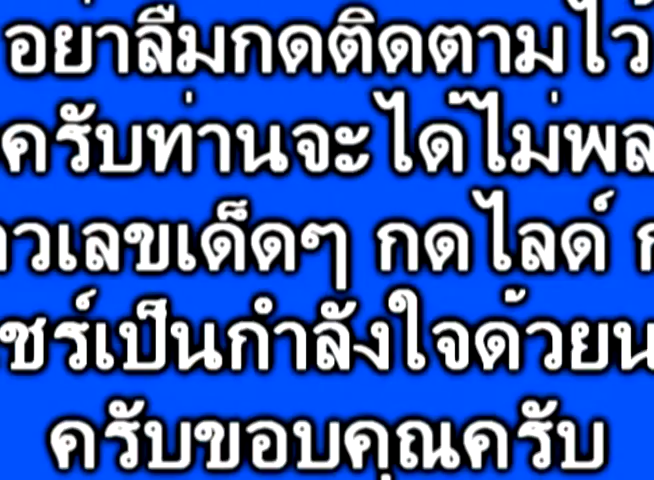 อย่าลืมกดติดตามไว้
ครับท่านจะได้ไม่พล
าวเลขเด็ดๆ กดไลด์ ก
ชร์เป็นกำลังใจด้วยน
ครับขอบคุณครับ